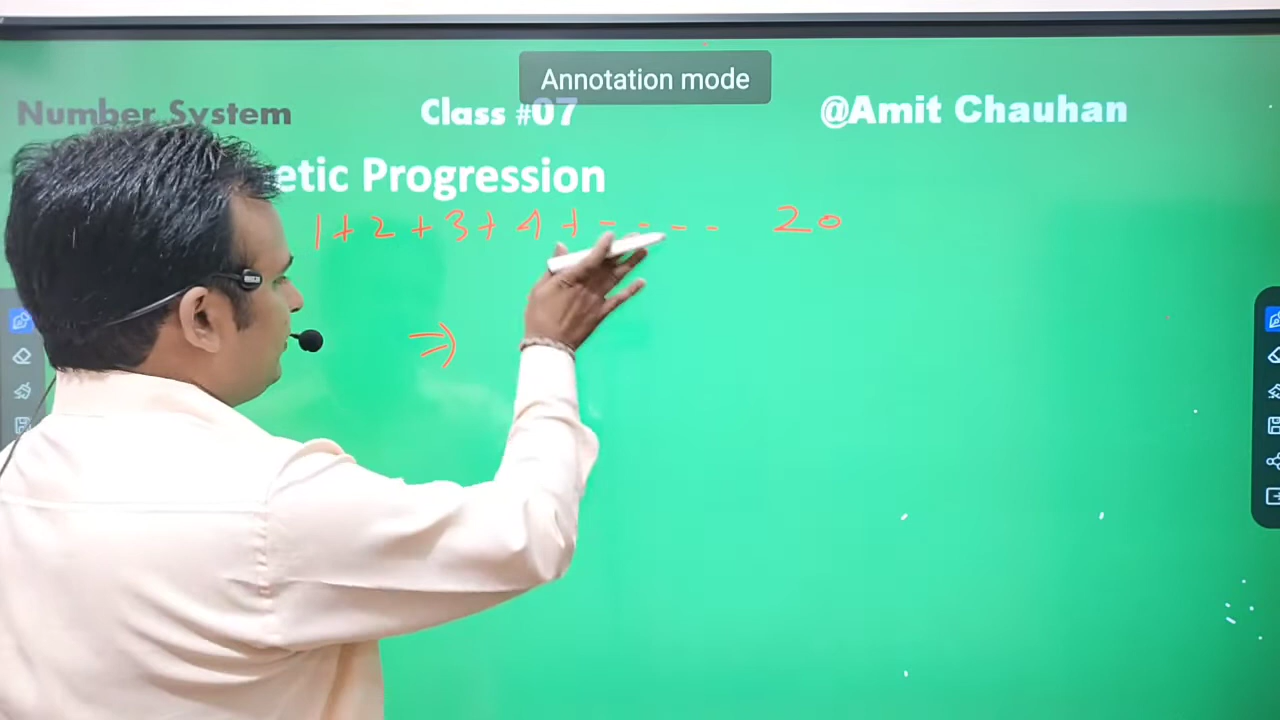 Annotation mode
Number System Class #07 @Amit Chauhan
etic Progression
1+2+3+4+---- 20
⇒